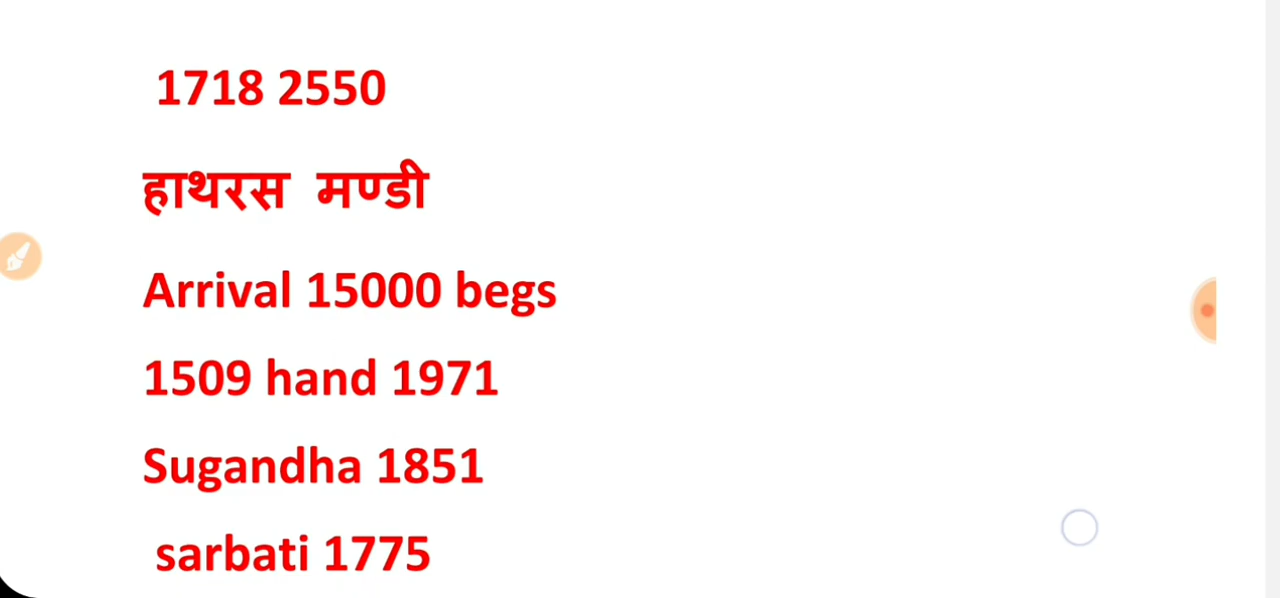 1718 2550
हाथरस मण्डी
Arrival 15000 begs
1509 hand 1971
Sugandha 1851
sarbati 1775